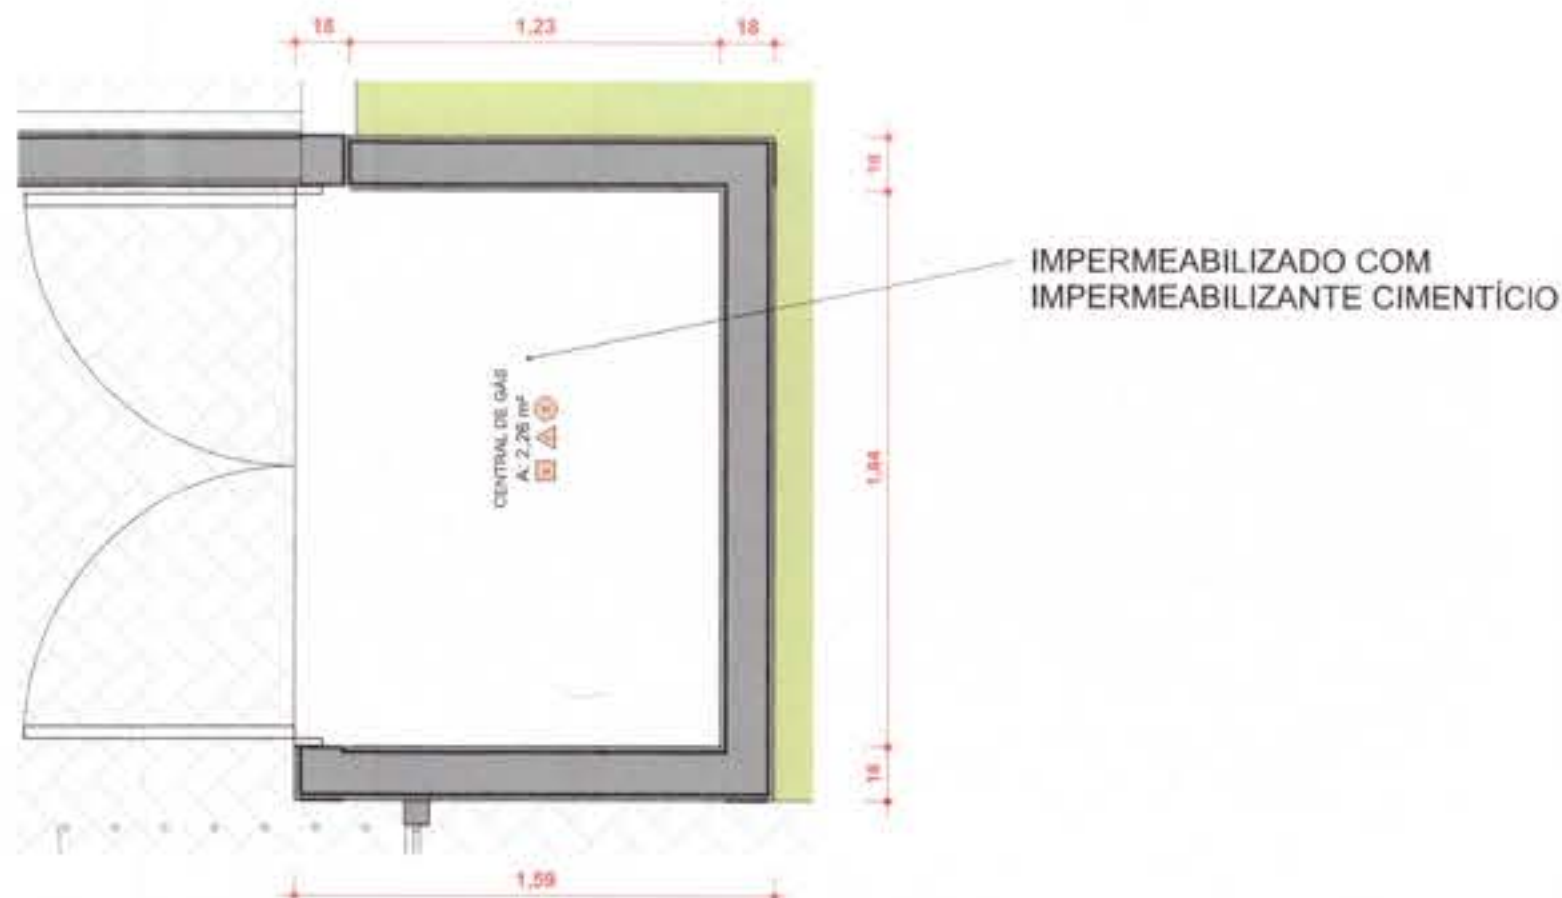 18
1,23
18
18
IMPERMEABILIZADO COM
IMPERMEABILIZANTE CIMENTÍCIO
CENTRAL DE GÁS
A: 2,26 m²
1,84
18
1,59